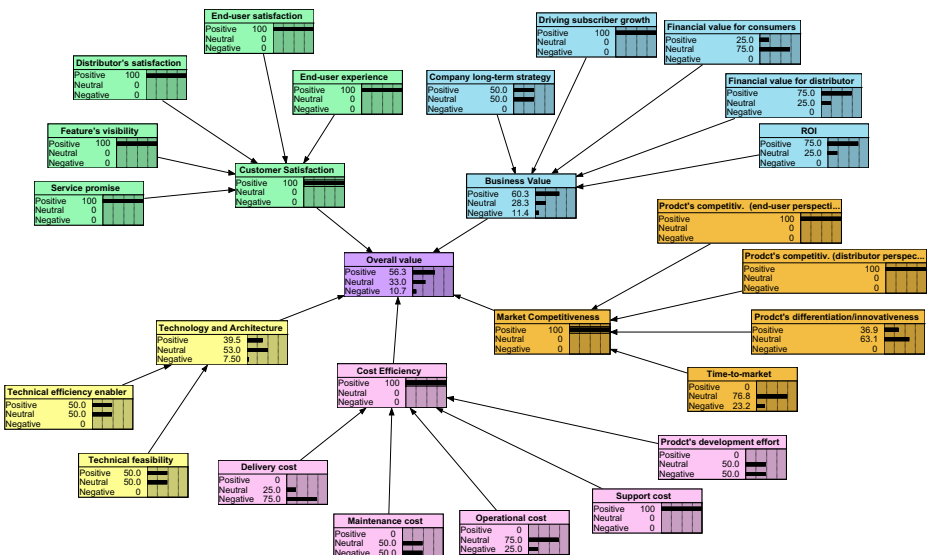 End-user satisfaction
Positive 100
Neutral 0
Negative 0
Driving subscriber growth
Positive 100
Neutral 0
Negative 0
Financial value for consumers
Positive 25.0
Neutral 75.0
Negative 0
Distributor's satisfaction
Positive 100
Neutral 0
Negative 0
End-user experience
Positive 100
Neutral 0
Negative 0
Company long-term strategy
Positive 50.0
Neutral 50.0
Negative 0
Financial value for distributor
Positive 75.0
Neutral 25.0
Negative 0
Feature's visibility
Positive 100
Neutral 0
Negative 0
ROI
Positive 75.0
Neutral 25.0
Negative 0
Customer Satisfaction
Positive 100
Neutral 0
Negative 0
Business Value
Positive 60.3
Neutral 28.3
Negative 11.4
Service promise
Positive 100
Neutral 0
Negative 0
Prodct's competitiv. (end-user perspecti...
Positive 100
Neutral 0
Negative 0
Overall value
Positive 56.3
Neutral 33.0
Negative 10.7
Prodct's competitiv. (distributor perspec...
Positive 100
Neutral 0
Negative 0
Market Competitiveness
Positive 100
Neutral 0
Negative 0
Prodct's differentiation/innovativeness
Positive 36.9
Neutral 63.1
Negative 0
Technology and Architecture
Positive 39.5
Neutral 53.0
Negative 7.50
Cost Efficiency
Positive 100
Neutral 0
Negative 0
Time-to-market
Positive 0
Neutral 76.8
Negative 23.2
Technical efficiency enabler
Positive 50.0
Neutral 50.0
Negative 0
Prodct's development effort
Positive 0
Neutral 50.0
Negative 50.0
Technical feasibility
Positive 50.0
Neutral 50.0
Negative 0
Delivery cost
Positive 0
Neutral 25.0
Negative 75.0
Support cost
Positive 100
Neutral 0
Negative 0
Maintenance cost
Positive 0
Neutral 50.0
Negative 50.0
Operational cost
Positive 0
Neutral 75.0
Negative 25.0